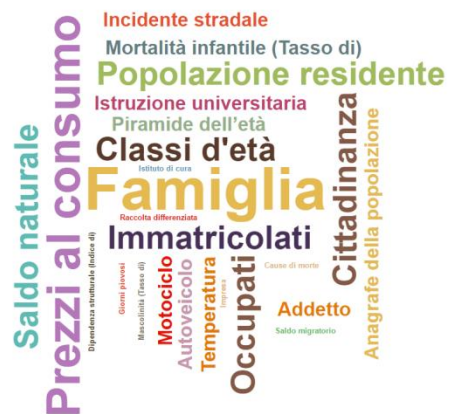 Incidente stradale
Mortalità infantile (Tasso di)
Popolazione residente
Istruzione universitaria
Piramide dell'età
Classi d'età
Istituto di cura
Famiglia
Raccolta differenziata
Immatricolati
Saldo naturale
Prezzi al consumo
Dipendenza strutturale (Indice di)
Giorni piovosi
Mascolinità (Tasso di)
Motociclo
Autoveicolo
Temperatura
Impresa
Occupati
Causa di morte
Addetto
Saldo migratorio
Cittadinanza
Anagrafe della popolazione